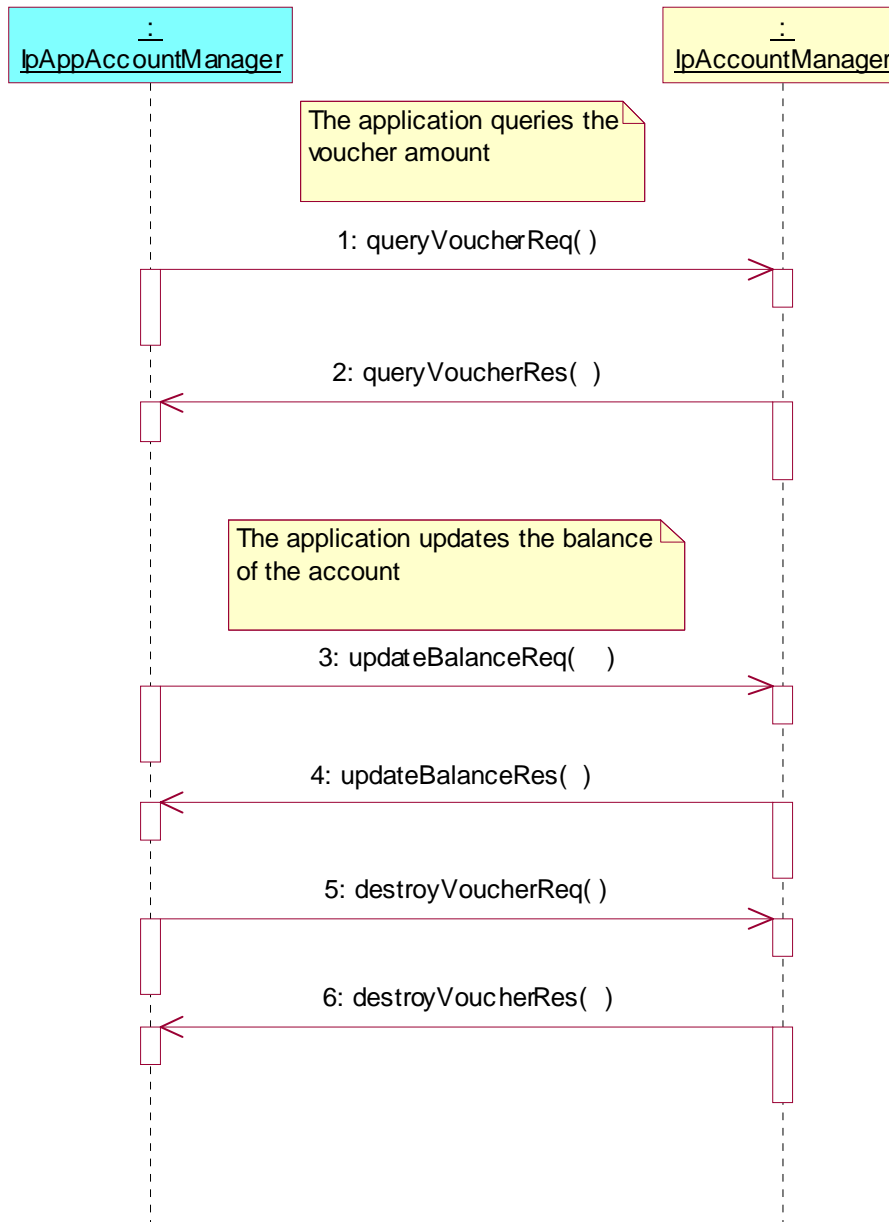 :
IpAppAccountManager
:
IpAccountManager
The application queries the
voucher amount
1: queryVoucherReq( )
2: queryVoucherRes(  )
The application updates the balance
of the account
3: updateBalanceReq(    )
4: updateBalanceRes(  )
5: destroyVoucherReq( )
6: destroyVoucherRes(  )